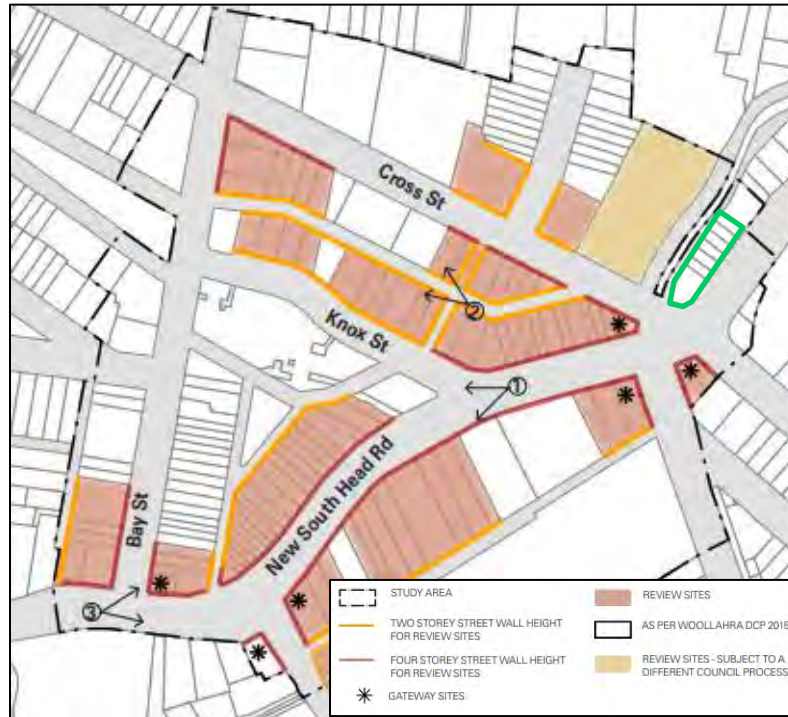 Cross St
②
Knox St
①
New South Head Rd
Bay St
③
STUDY AREA
TWO STOREY STREET WALL HEIGHT
FOR REVIEW SITES
FOUR STOREY STREET WALL HEIGHT
FOR REVIEW SITES
GATEWAY SITES
REVIEW SITES
AS PER WOOLLAHRA DCP 2015
REVIEW SITES - SUBJECT TO A
DIFFERENT COUNCIL PROCESS